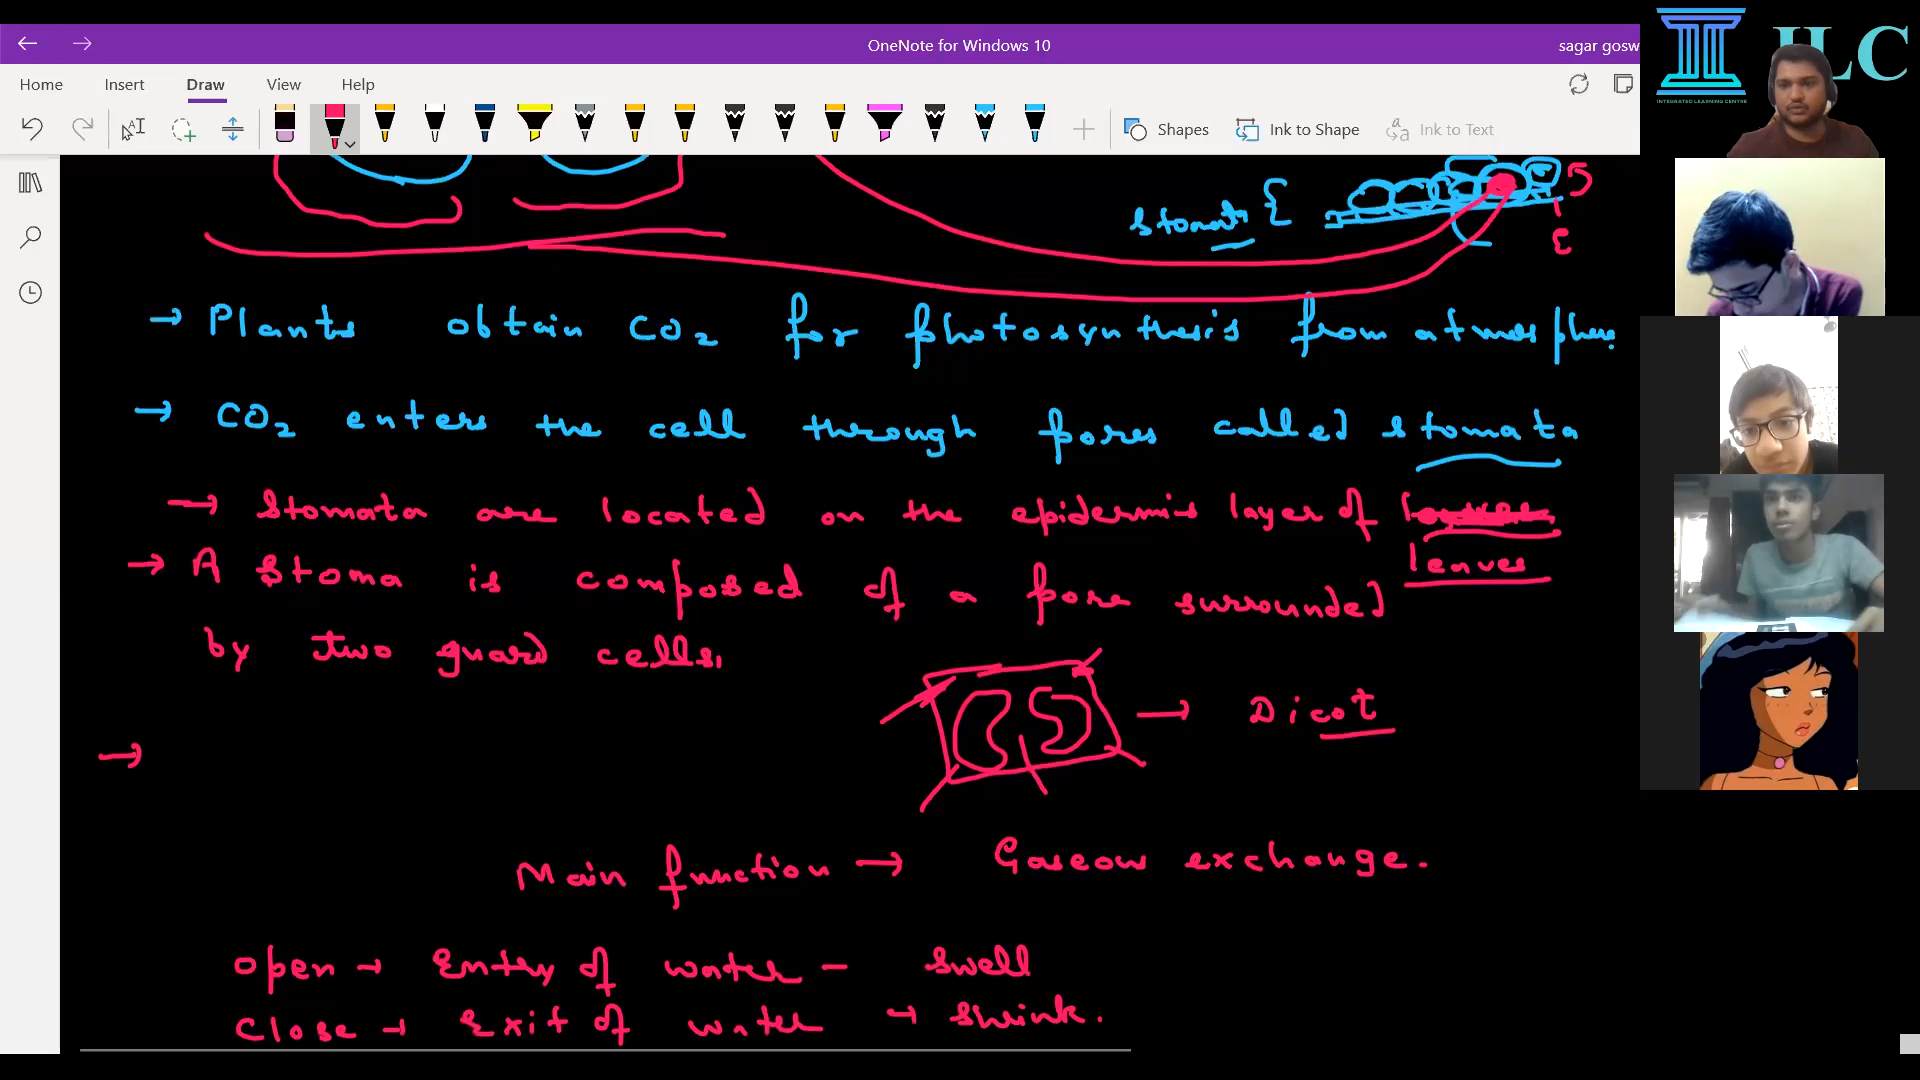 OneNote for Windows 10
sagar gosw
ILC
INTEGRATED LEARNING CENTRE
Home Insert Draw View Help
Shapes Ink to Shape Ink to Text
→ Plants obtain CO2 for photosynthesis from
→ CO2 enters the cell through pores called stomata
→ Stomata are located on the epidermis layer of
leaves
→ A Stoma is composed of a pore surrounded
by two guard cells.
→ Dicot
→
Main function → Gaseous exchange.
Open → Entry of water - swell
Close → Exit of water → Shrink.